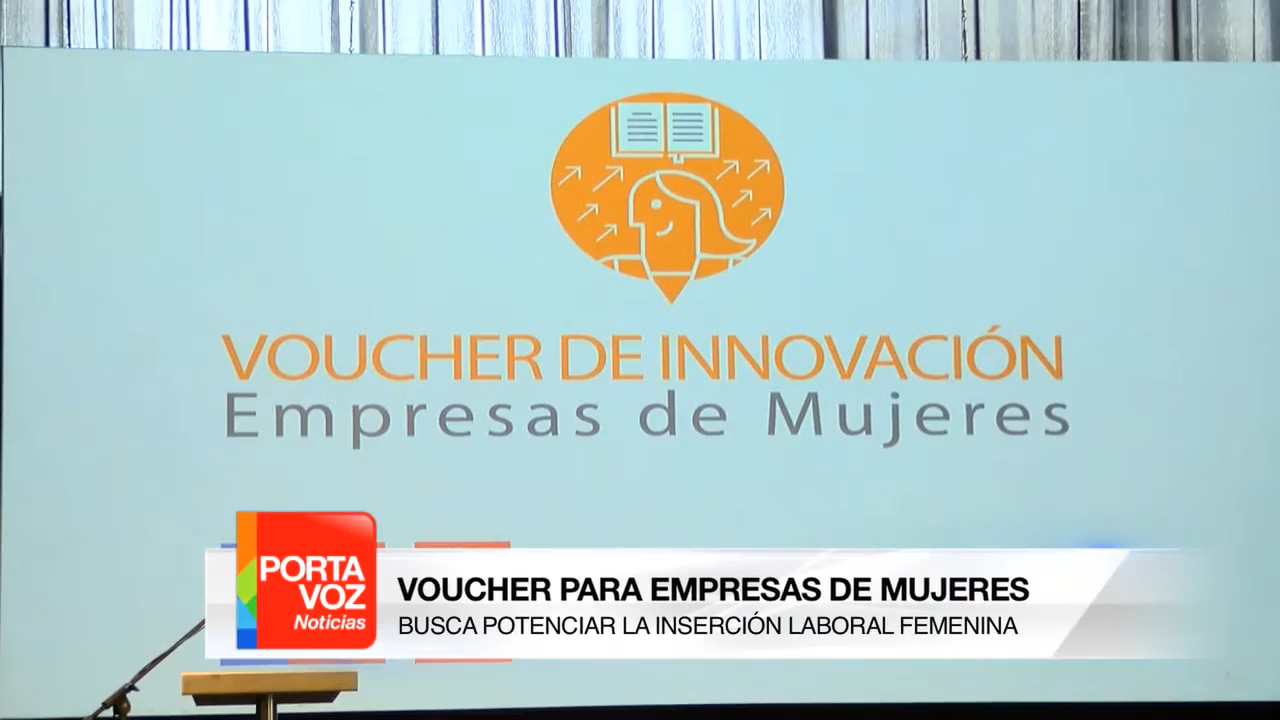 VOUCHER DE INNOVACIÓN
Empresas de Mujeres
PORTA
VOZ
Noticias
VOUCHER PARA EMPRESAS DE MUJERES
BUSCA POTENCIAR LA INSERCIÓN LABORAL FEMENINA